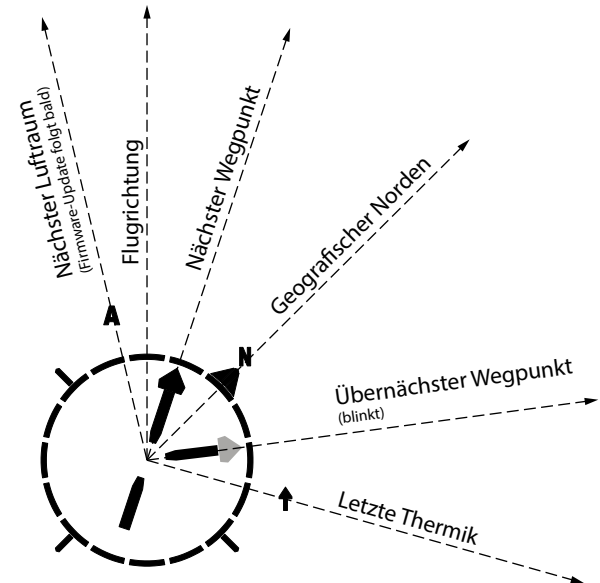 Nächster Luftraum
(Firmware-Update folgt bald)
Flugrichtung
Nächster Wegpunkt
Geografischer Norden
A
N
Übernächster Wegpunkt
(blinkt)
Letzte Thermik